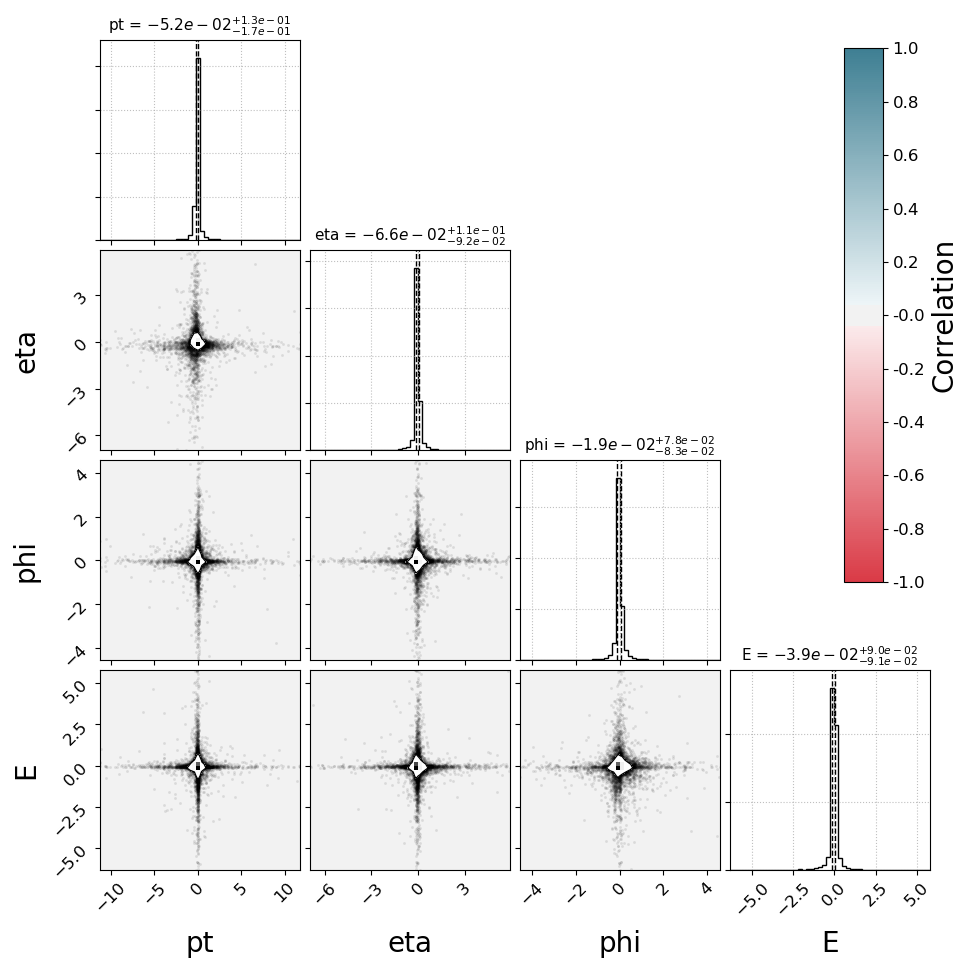 pt = −5.2e − 02 +1.3e−01 −1.7e−01
1.0
0.8
0.6
0.4
0.2
-0.0
-0.2
-0.4
-0.6
-0.8
-1.0
Correlation
eta = −6.6e − 02 +1.1e−01 −9.2e−02
3
0
−3
−6
eta
phi = −1.9e − 02 +7.8e−02 −8.3e−02
4
2
0
−2
−4
phi
E = −3.9e − 02 +9.0e−02 −9.1e−02
5.0
2.5
0.0
−2.5
−5.0
E
−10 −5 0 5 10
−6 −3 0 3
−4 −2 0 2 4
−5.0 −2.5 0.0 2.5 5.0
pt eta phi E